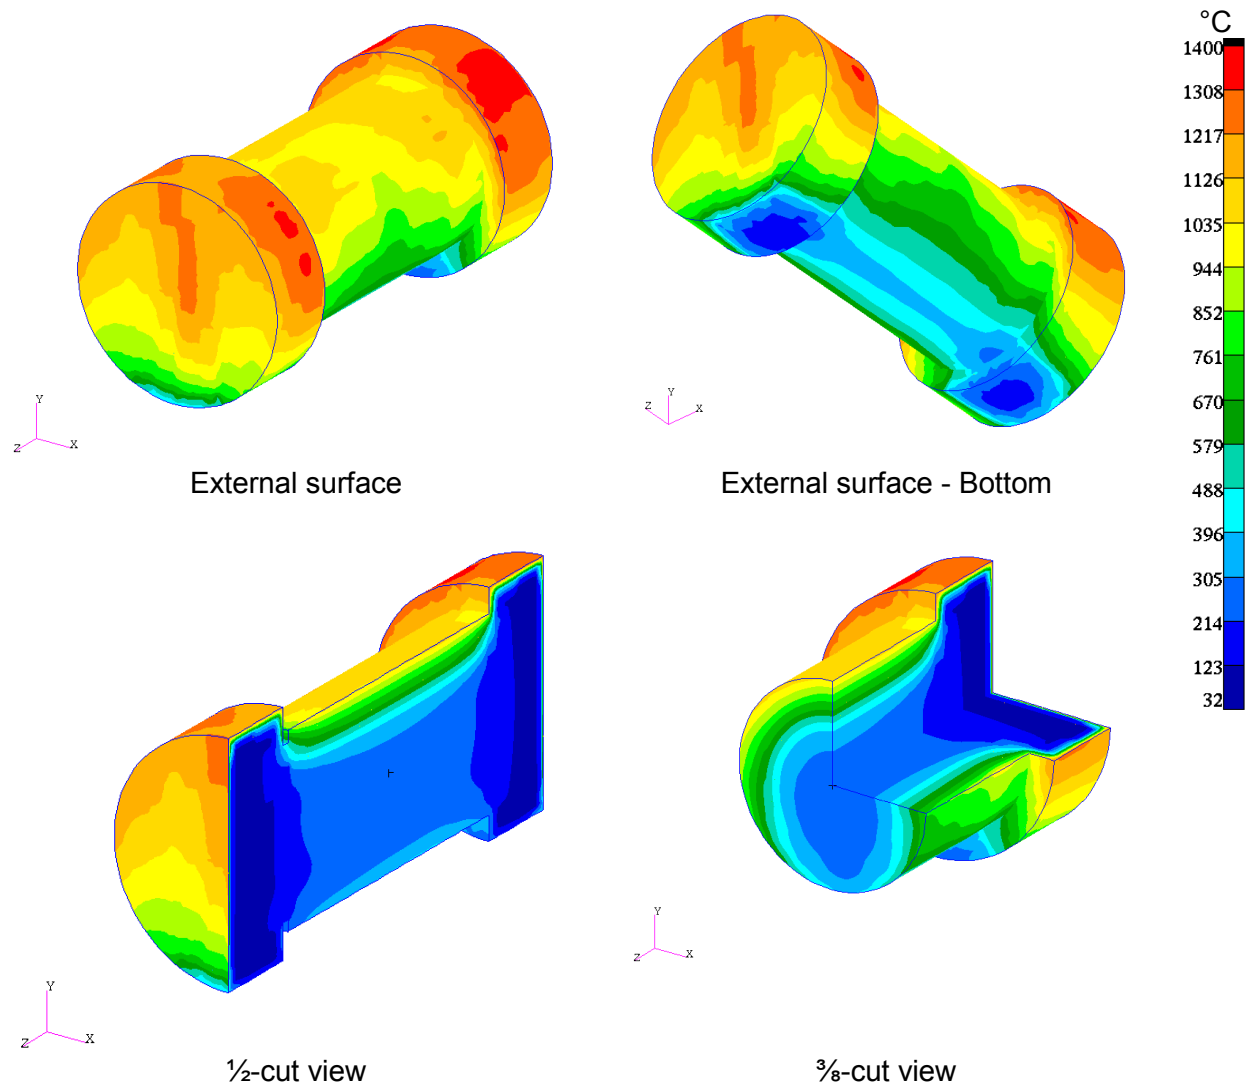 °C
1400
1308
1217
1126
1035
944
852
761
670
579
488
396
305
214
123
32
Y
Z X
External surface
Y
Z X
External surface - Bottom
Y
Z X
½-cut view
Y
Z X
⅜-cut view